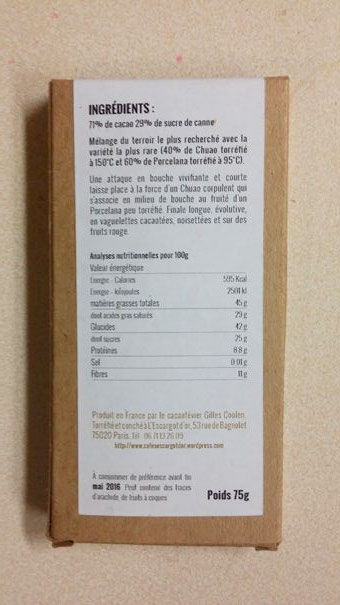 INGRÉDIENTS :
71% de cacao 29% de sucre de canne
Mélange du terroir le plus recherché avec la
variété la plus rare (40% de Chuao torréfié
à 150°C et 60% de Porcelana torréfié à 95°C).
Une attaque en bouche vivifiante et courte
laisse place à la force d'un Chuao corpulent qui
s'associe en milieu de bouche au fruité d'un
Porcelana peu torréfié. Finale longue, évolutive,
en vaguelettes cacaotées, noisettées et sur des
fruits rouge.
Analyses nutritionnelles pour 100g
Valeur énergétique
Energie - Calories 595 Kcal
Energie - kilojoules 2501 kJ
matières grasses totales 45 g
dont acides gras saturés 29 g
Glucides 42 g
dont sucres 25 g
Protéines 8.8 g
Sel 0.01 g
Fibres 11 g
Produit en France par le cacaofévier Gilles Coolen.
Torréfié et conché à L'Escargot d'or, 53 rue de Bagnolet
75020 Paris. Tél : 06 71 13 20 09
http://www.cafeescargotdor.wordpress.com
À consommer de préférence avant fin
mai 2016 Peut contenir des traces
d'arachide, de fruits à coques.
Poids 75g